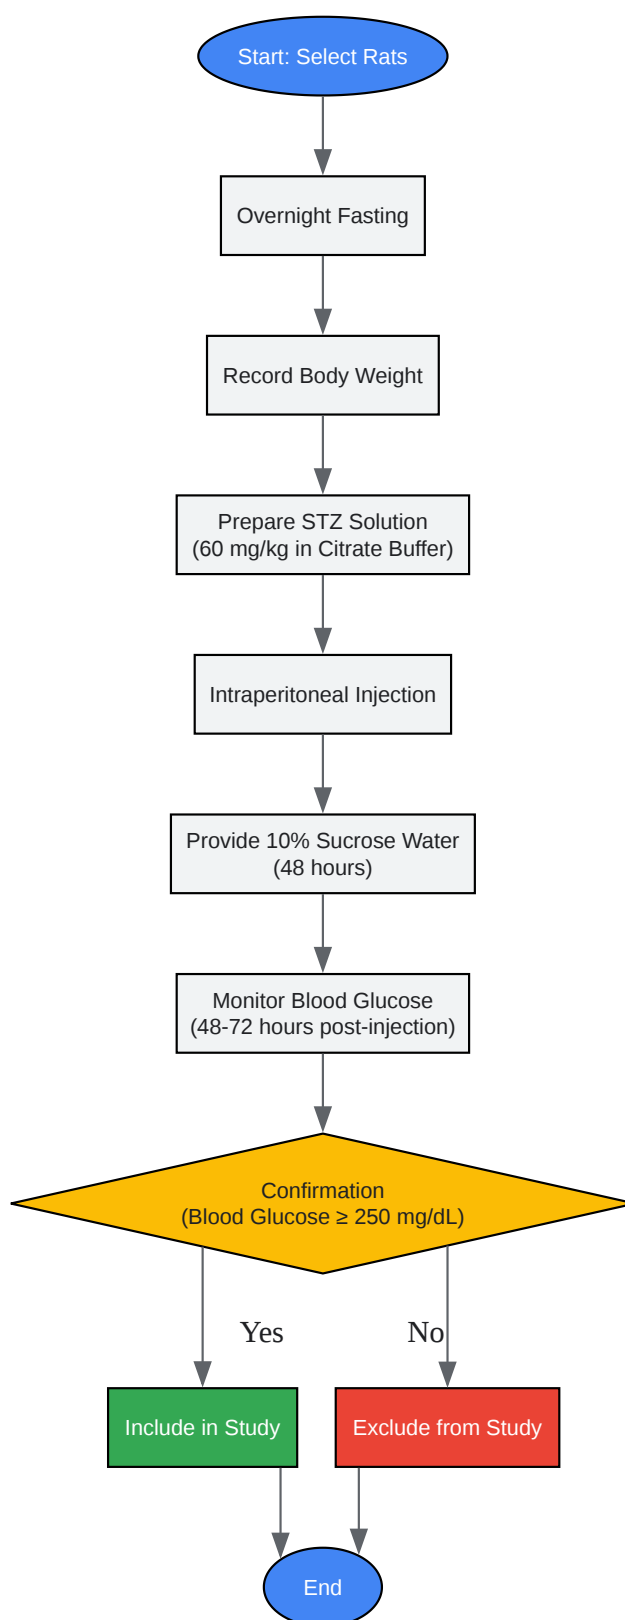 Start: Select Rats
Overnight Fasting
Record Body Weight
Prepare STZ Solution
(60 mg/kg in Citrate Buffer)
Intraperitoneal Injection
Provide 10% Sucrose Water
(48 hours)
Monitor Blood Glucose
(48-72 hours post-injection)
Confirmation
(Blood Glucose ≥ 250 mg/dL)
Yes
No
Include in Study
Exclude from Study
End